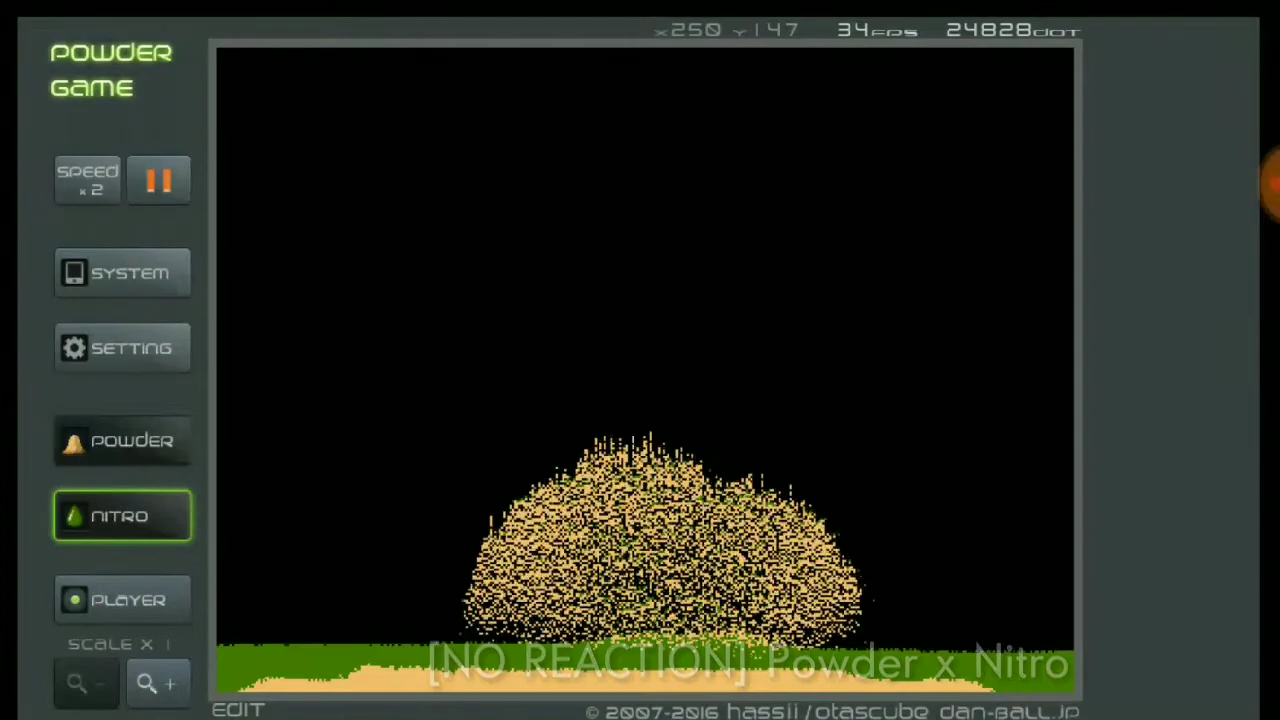 x250 y147 34FPS 24828DOT
POWDER
GAME
SPEED
x2
SYSTEM
SETTING
POWDER
NITRO
PLAYER
SCALE x 1
-
+
[NO REACTION] Powder x Nitro
EDIT
© 2007-2016 hassii/otascube dan-ball.jp